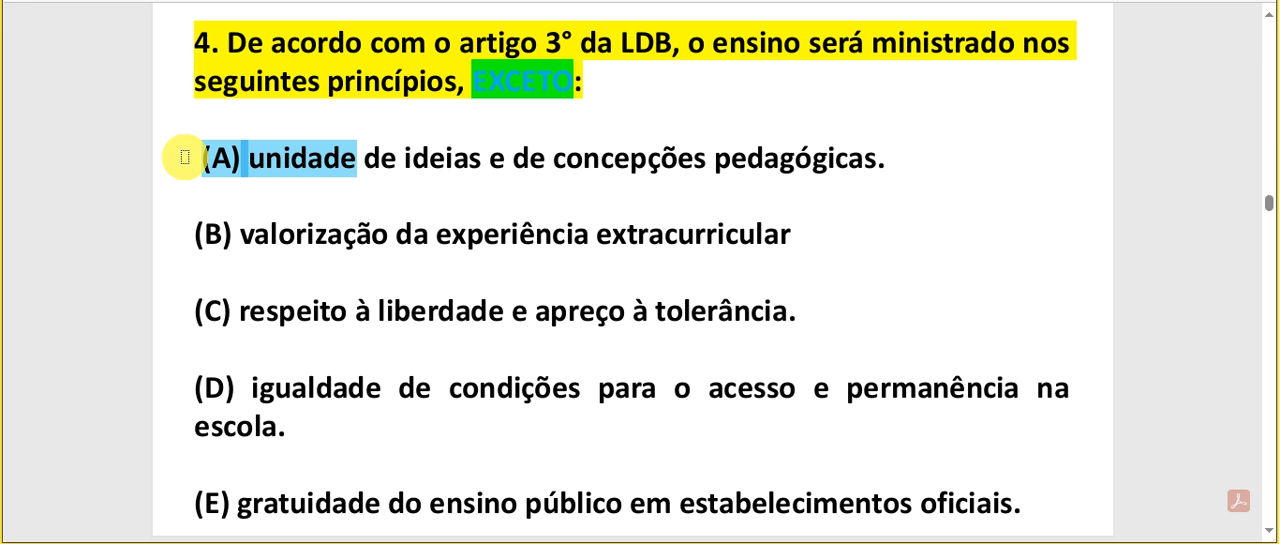 4. De acordo com o artigo 3° da LDB, o ensino será ministrado nos
seguintes princípios, EXCETO:
(A) unidade de ideias e de concepções pedagógicas.
(B) valorização da experiência extracurricular
(C) respeito à liberdade e apreço à tolerância.
(D) igualdade de condições para o acesso e permanência na
escola.
(E) gratuidade do ensino público em estabelecimentos oficiais.